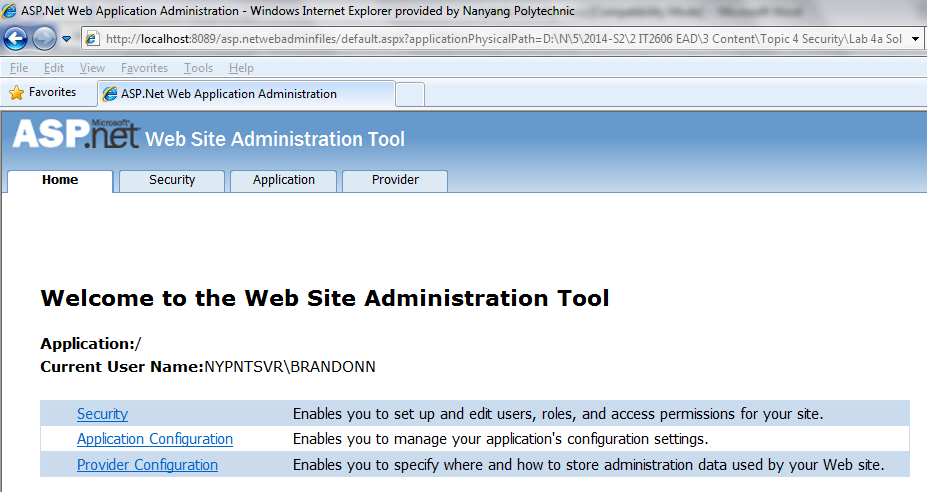 ASP.Net Web Application Administration - Windows Internet Explorer provided by Nanyang Polytechnic
http://localhost:8089/asp.netwebadminfiles/default.aspx?applicationPhysicalPath=D:\N\5\2014-S2\2 IT2606 EAD\3 Content\Topic 4 Security\Lab 4a Sol
File Edit View Favorites Tools Help
Favorites ASP.Net Web Application Administration
Microsoft ASP.net Web Site Administration Tool
Home Security Application Provider
Welcome to the Web Site Administration Tool
Application:/
Current User Name:NYPNTSVR\BRANDONN
Security Enables you to set up and edit users, roles, and access permissions for your site.
Application Configuration Enables you to manage your application's configuration settings.
Provider Configuration Enables you to specify where and how to store administration data used by your Web site.